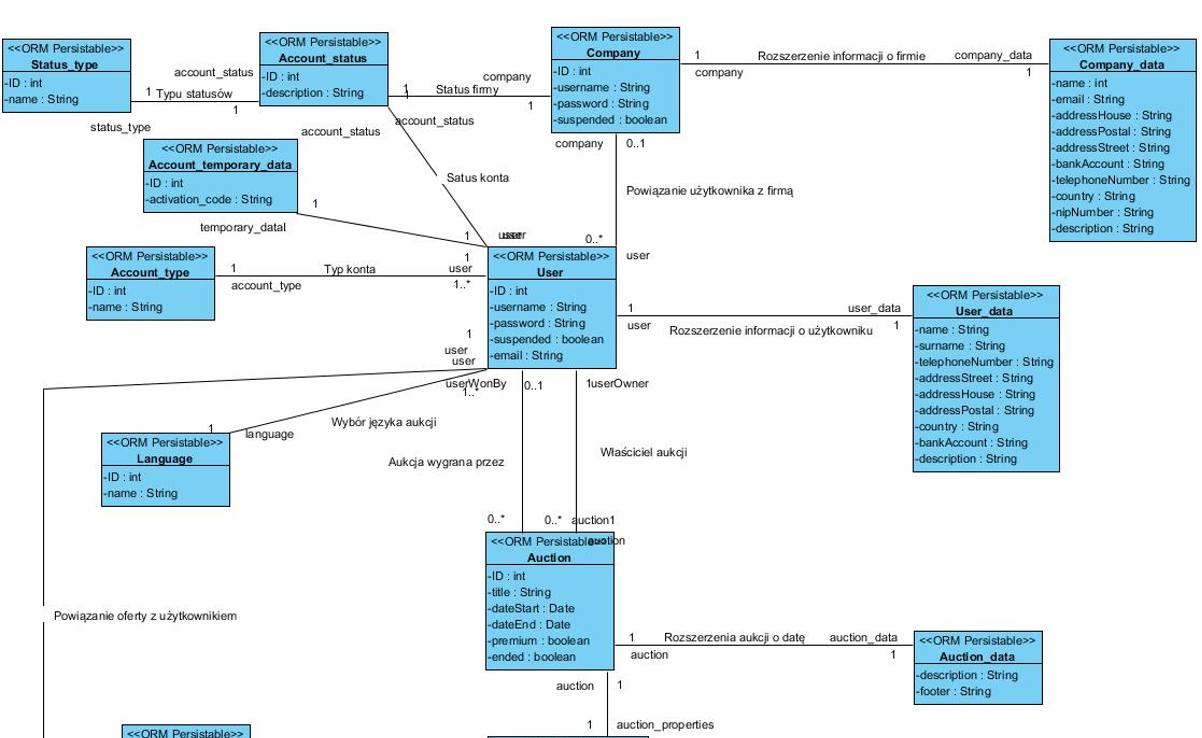 <<ORM Persistable>>
Status_type
-ID : int
-name : String
account_status
1
Typu statusów
1
status_type
<<ORM Persistable>>
Account_status
-ID : int
-description : String
1
1
Status firmy
company
1
account_status
account_status
Satus konta
<<ORM Persistable>>
Company
-ID : int
-username : String
-password : String
-suspended : boolean
1
Rozszerzenie informacji o firmie
company_data
company
1
<<ORM Persistable>>
Company_data
-name : int
-email : String
-addressHouse : String
-addressPostal : String
-addressStreet : String
-bankAccount : String
-telephoneNumber : String
-country : String
-nipNumber : String
-description : String
company
0..1
Powiązanie użytkownika z firmą
0..*
user
<<ORM Persistable>>
Account_temporary_data
-ID : int
-activation_code : String
1
temporary_dataI
1
user
<<ORM Persistable>>
Account_type
-ID : int
-name : String
1
Typ konta
account_type
1
user
1..*
<<ORM Persistable>>
User
-ID : int
-username : String
-password : String
-suspended : boolean
-email : String
1
user_data
user
Rozszerzenie informacji o użytkowniku
1
<<ORM Persistable>>
User_data
-name : String
-surname : String
-telephoneNumber : String
-addressStreet : String
-addressHouse : String
-addressPostal : String
-country : String
-bankAccount : String
-description : String
1
user
user
userWonBy
1..*
0..1
1userOwner
1
language
Wybór języka aukcji
<<ORM Persistable>>
Language
-ID : int
-name : String
Aukcja wygrana przez
Właściciel aukcji
0..*
0..*
auction1
auction
<<ORM Persistable>>
Auction
-ID : int
-title : String
-dateStart : Date
-dateEnd : Date
-premium : boolean
-ended : boolean
Powiązanie oferty z użytkownikiem
1
Rozszerzenia aukcji o datę
auction_data
auction
1
<<ORM Persistable>>
Auction_data
-description : String
-footer : String
auction
1
1
auction_properties
<<ORM Persistable>>